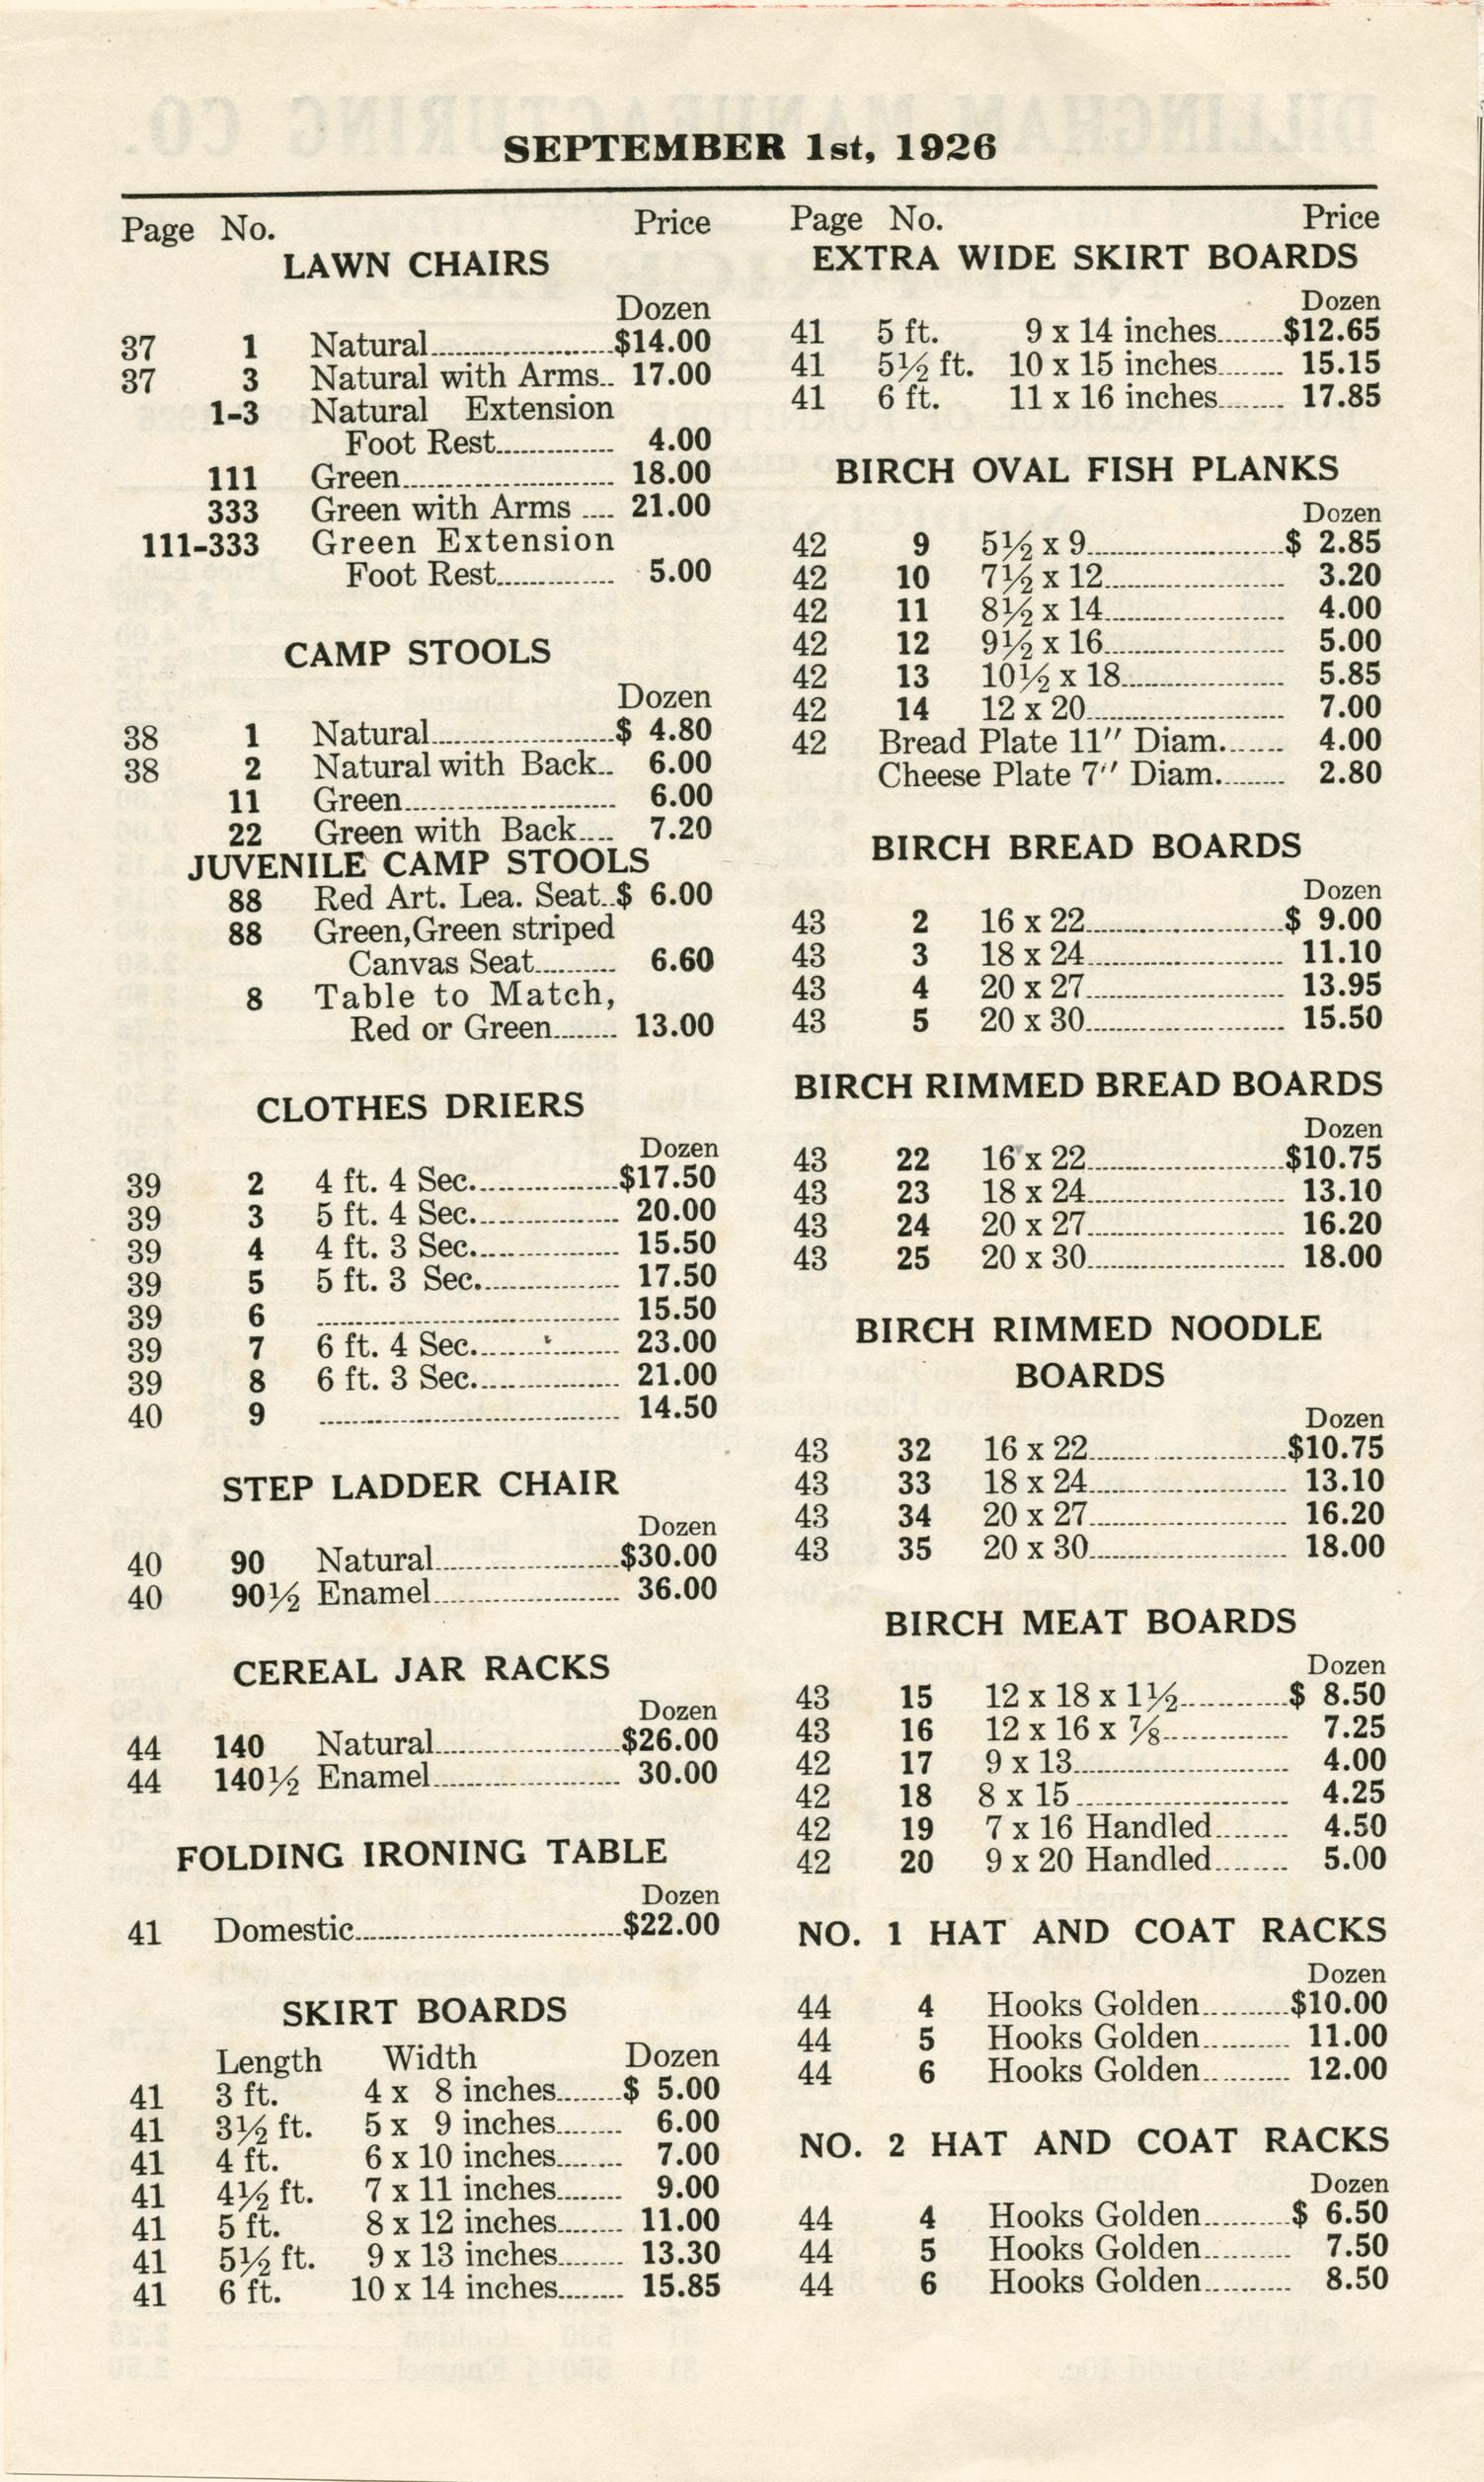 SEPTEMBER 1st, 1926
Page No. Price
LAWN CHAIRS
Dozen
37 1 Natural $14.00
37 3 Natural with Arms 17.00
1-3 Natural Extension
Foot Rest 4.00
111 Green 18.00
333 Green with Arms 21.00
111-333 Green Extension
Foot Rest 5.00
CAMP STOOLS
Dozen
38 1 Natural $ 4.80
38 2 Natural with Back 6.00
11 Green 6.00
22 Green with Back 7.20
JUVENILE CAMP STOOLS
88 Red Art. Lea. Seat $ 6.00
88 Green, Green striped
Canvas Seat 6.60
8 Table to Match,
Red or Green 13.00
CLOTHES DRIERS
Dozen
39 2 4 ft. 4 Sec. $17.50
39 3 5 ft. 4 Sec. 20.00
39 4 4 ft. 3 Sec. 15.50
39 5 5 ft. 3 Sec. 17.50
39 6 15.50
39 7 6 ft. 4 Sec. 23.00
39 8 6 ft. 3 Sec. 21.00
40 9 14.50
STEP LADDER CHAIR
Dozen
40 90 Natural $30.00
40 90½ Enamel 36.00
CEREAL JAR RACKS
Dozen
44 140 Natural $26.00
44 140½ Enamel 30.00
FOLDING IRONING TABLE
Dozen
41 Domestic $22.00
SKIRT BOARDS
Length Width Dozen
41 3 ft. 4 x 8 inches $ 5.00
41 3½ ft. 5 x 9 inches 6.00
41 4 ft. 6 x 10 inches 7.00
41 4½ ft. 7 x 11 inches 9.00
41 5 ft. 8 x 12 inches 11.00
41 5½ ft. 9 x 13 inches 13.30
41 6 ft. 10 x 14 inches 15.85
Page No. Price
EXTRA WIDE SKIRT BOARDS
Dozen
41 5 ft. 9 x 14 inches $12.65
41 5½ ft. 10 x 15 inches 15.15
41 6 ft. 11 x 16 inches 17.85
BIRCH OVAL FISH PLANKS
Dozen
42 9 5½ x 9 $ 2.85
42 10 7½ x 12 3.20
42 11 8½ x 14 4.00
42 12 9½ x 16 5.00
42 13 10½ x 18 5.85
42 14 12 x 20 7.00
42 Bread Plate 11" Diam. 4.00
Cheese Plate 7" Diam. 2.80
BIRCH BREAD BOARDS
Dozen
43 2 16 x 22 $ 9.00
43 3 18 x 24 11.10
43 4 20 x 27 13.95
43 5 20 x 30 15.50
BIRCH RIMMED BREAD BOARDS
Dozen
43 22 16 x 22 $10.75
43 23 18 x 24 13.10
43 24 20 x 27 16.20
43 25 20 x 30 18.00
BIRCH RIMMED NOODLE
BOARDS
Dozen
43 32 16 x 22 $10.75
43 33 18 x 24 13.10
43 34 20 x 27 16.20
43 35 20 x 30 18.00
BIRCH MEAT BOARDS
Dozen
43 15 12 x 18 x 1½ $ 8.50
43 16 12 x 16 x ⅞ 7.25
42 17 9 x 13 4.00
42 18 8 x 15 4.25
42 19 7 x 16 Handled 4.50
42 20 9 x 20 Handled 5.00
NO. 1 HAT AND COAT RACKS
Dozen
44 4 Hooks Golden $10.00
44 5 Hooks Golden 11.00
44 6 Hooks Golden 12.00
NO. 2 HAT AND COAT RACKS
Dozen
44 4 Hooks Golden $ 6.50
44 5 Hooks Golden 7.50
44 6 Hooks Golden 8.50